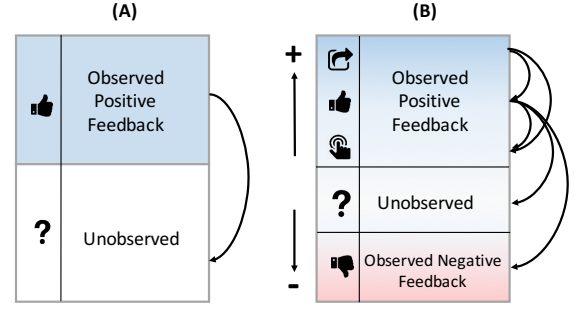 (A)
Observed
Positive
Feedback
?
Unobserved
(B)
+
-
Observed
Positive
Feedback
?
Unobserved
Observed Negative
Feedback